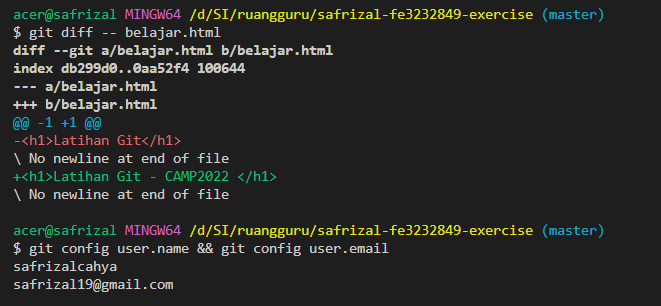 acer@safrizal MINGW64 /d/SI/ruangguru/safrizal-fe3232849-exercise (master)
$ git diff -- belajar.html
diff --git a/belajar.html b/belajar.html
index db299d0..0aa52f4 100644
--- a/belajar.html
+++ b/belajar.html
@@ -1 +1 @@
-<h1>Latihan Git</h1>
\ No newline at end of file
+<h1>Latihan Git - CAMP2022 </h1>
\ No newline at end of file
acer@safrizal MINGW64 /d/SI/ruangguru/safrizal-fe3232849-exercise (master)
$ git config user.name && git config user.email
safrizalcahya
safrizal19@gmail.com